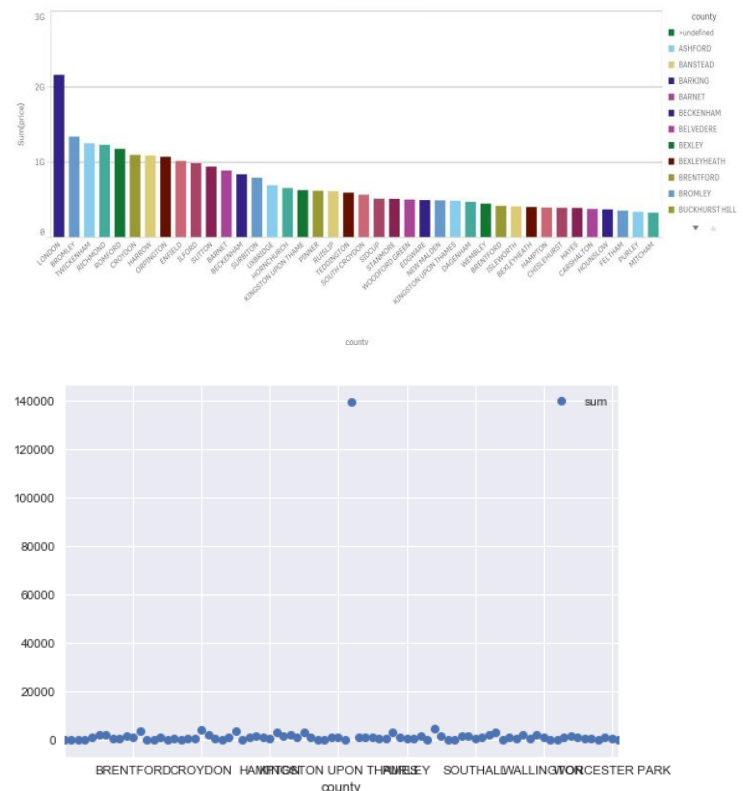 3G
2G
1G
0
Sum(price)
LONDON
BROMLEY
TWICKENHAM
RICHMOND
ROMFORD
CROYDON
HARROW
ORPINGTON
ENFIELD
ILFORD
SUTTON
BARNET
BECKENHAM
SURBITON
UXBRIDGE
HORNCHURCH
KINGSTON UPON THAME
PINNER
RUISLIP
TEDDINGTON
SOUTH CROYDON
SIDCUP
STANMORE
WOODFORD GREEN
EDGWARE
NEW MALDEN
KINGSTON UPON THAMES
DAGENHAM
WEMBLEY
BRENTFORD
ISLEWORTH
BEXLEYHEATH
HAMPTON
CHISLEHURST
HAYES
CARSHALTON
HOUNSLOW
FELTHAM
PURLEY
MITCHAM
county
county
ASHFORD
BANSTEAD
BARKING
BARNET
BECKENHAM
BELVEDERE
BEXLEY
BEXLEYHEATH
BRENTFORD
BROMLEY
BUCKHURST HILL
140000
120000
100000
80000
60000
40000
20000
0
sum
BRENTFORD CROYDON KINGSTON UPON THAMES SOUTHALL WALLINGTON WORCESTER PARK
county